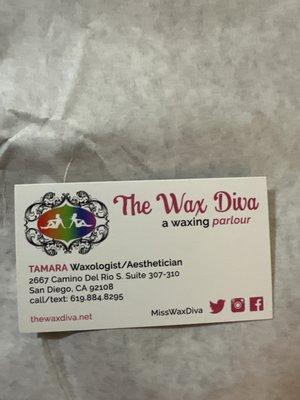 The Wax Diva
a waxing parlour
TAMARA Waxologist/Aesthetician
2667 Camino Del Rio S. Suite 307-310
San Diego, CA 92108
call/text: 619.884.8295
thewaxdiva.net
MissWaxDiva